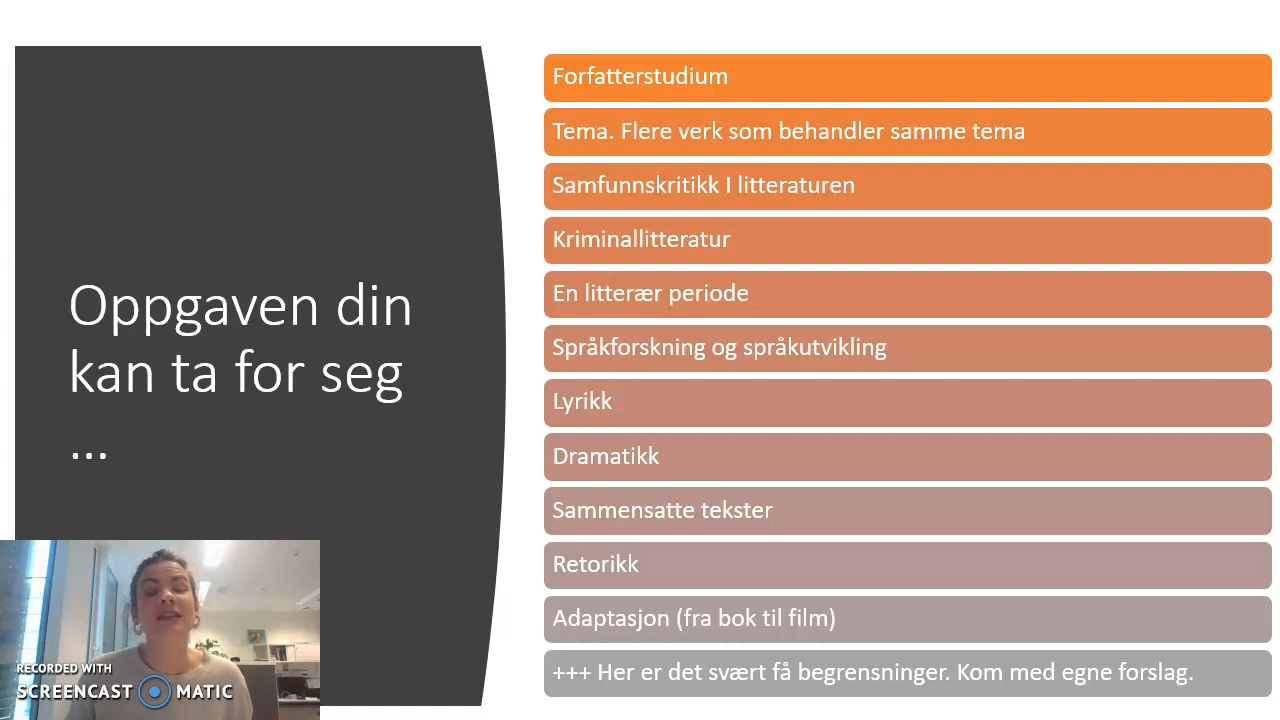 Oppgaven din
kan ta for seg
...
Forfatterstudium
Tema. Flere verk som behandler samme tema
Samfunnskritikk I litteraturen
Kriminallitteratur
En litterær periode
Språkforskning og språkutvikling
Lyrikk
Dramatikk
Sammensatte tekster
Retorikk
Adaptasjon (fra bok til film)
+++ Her er det svært få begrensninger. Kom med egne forslag.
RECORDED WITH
SCREENCAST MATIC